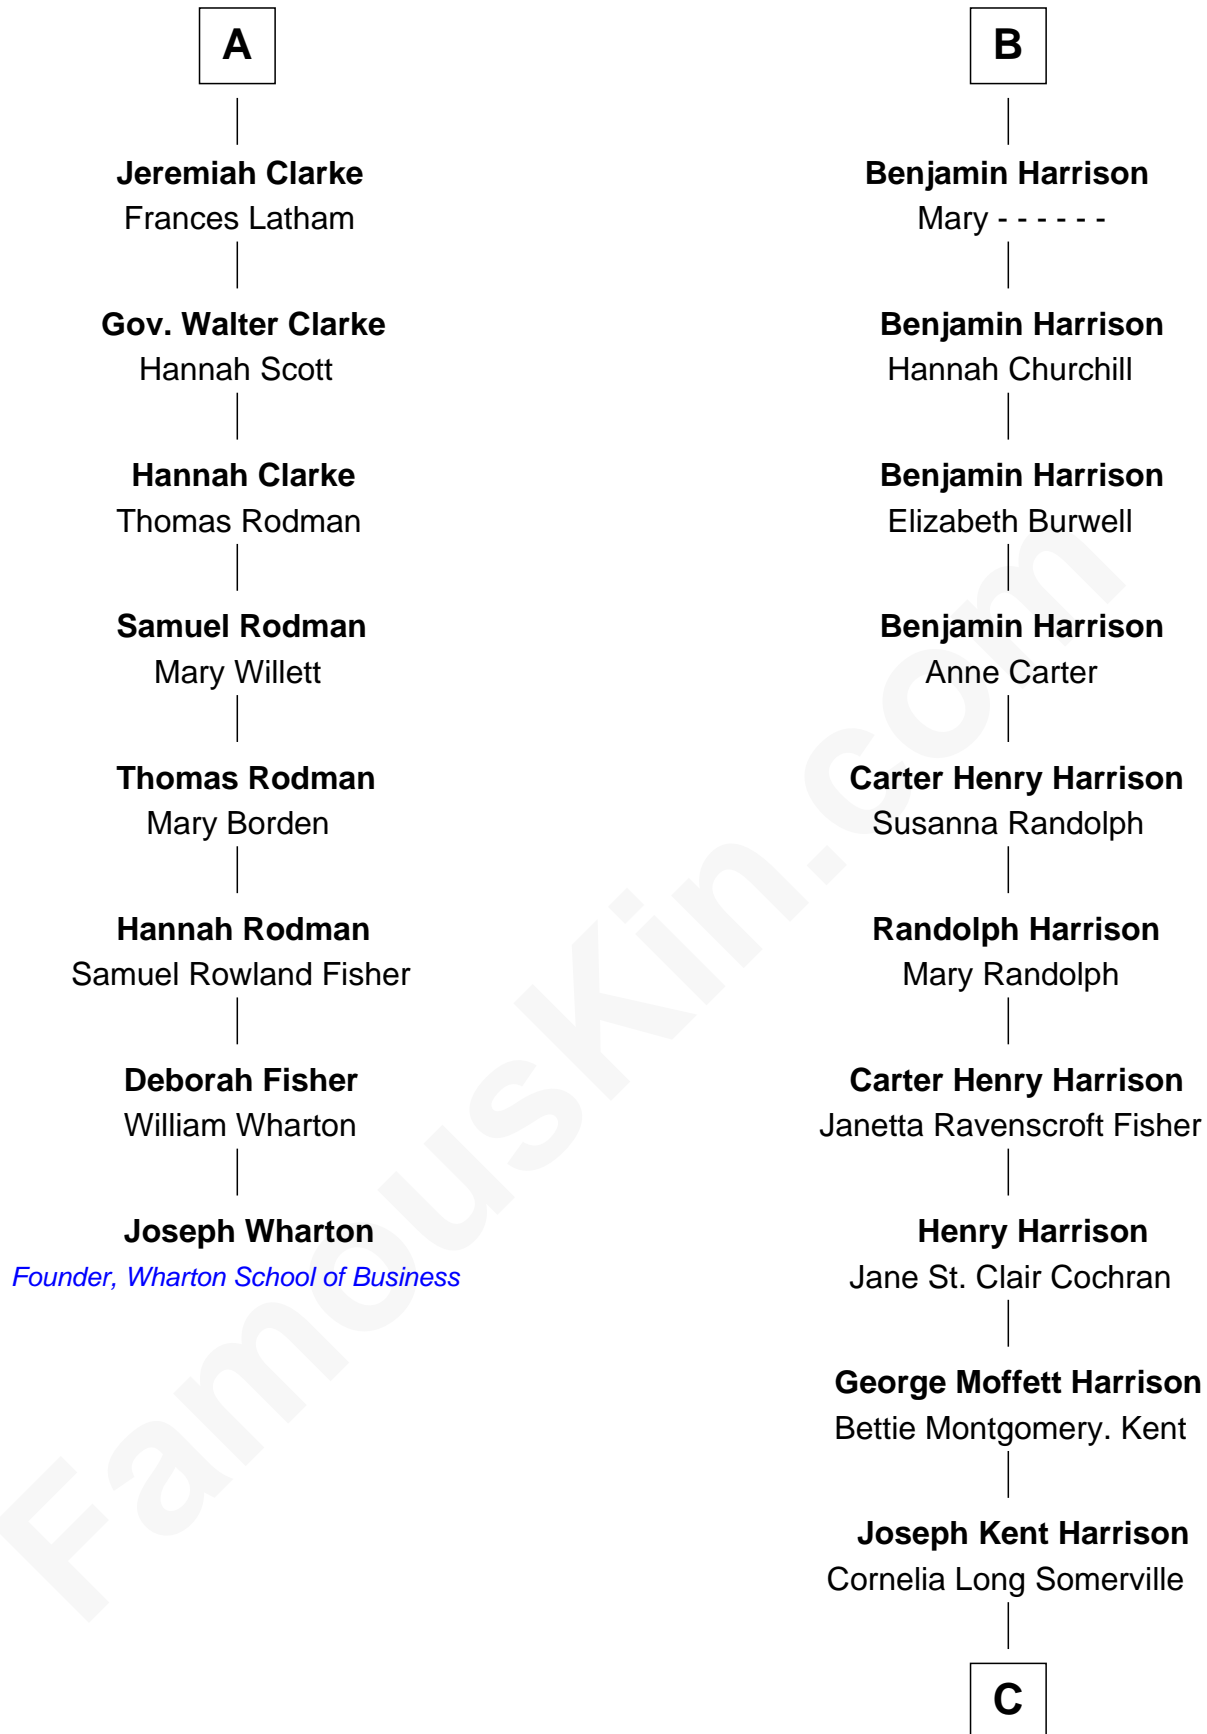 A
Jeremiah Clarke
Frances Latham
Gov. Walter Clarke
Hannah Scott
Hannah Clarke
Thomas Rodman
Samuel Rodman
Mary Willett
Thomas Rodman
Mary Borden
Hannah Rodman
Samuel Rowland Fisher
Deborah Fisher
William Wharton
Joseph Wharton
Founder, Wharton School of Business
B
Benjamin Harrison
Mary - - - - - -
Benjamin Harrison
Hannah Churchill
Benjamin Harrison
Elizabeth Burwell
Benjamin Harrison
Anne Carter
Carter Henry Harrison
Susanna Randolph
Randolph Harrison
Mary Randolph
Carter Henry Harrison
Janetta Ravenscroft Fisher
Henry Harrison
Jane St. Clair Cochran
George Moffett Harrison
Bettie Montgomery. Kent
Joseph Kent Harrison
Cornelia Long Somerville
C
FamousKin.com